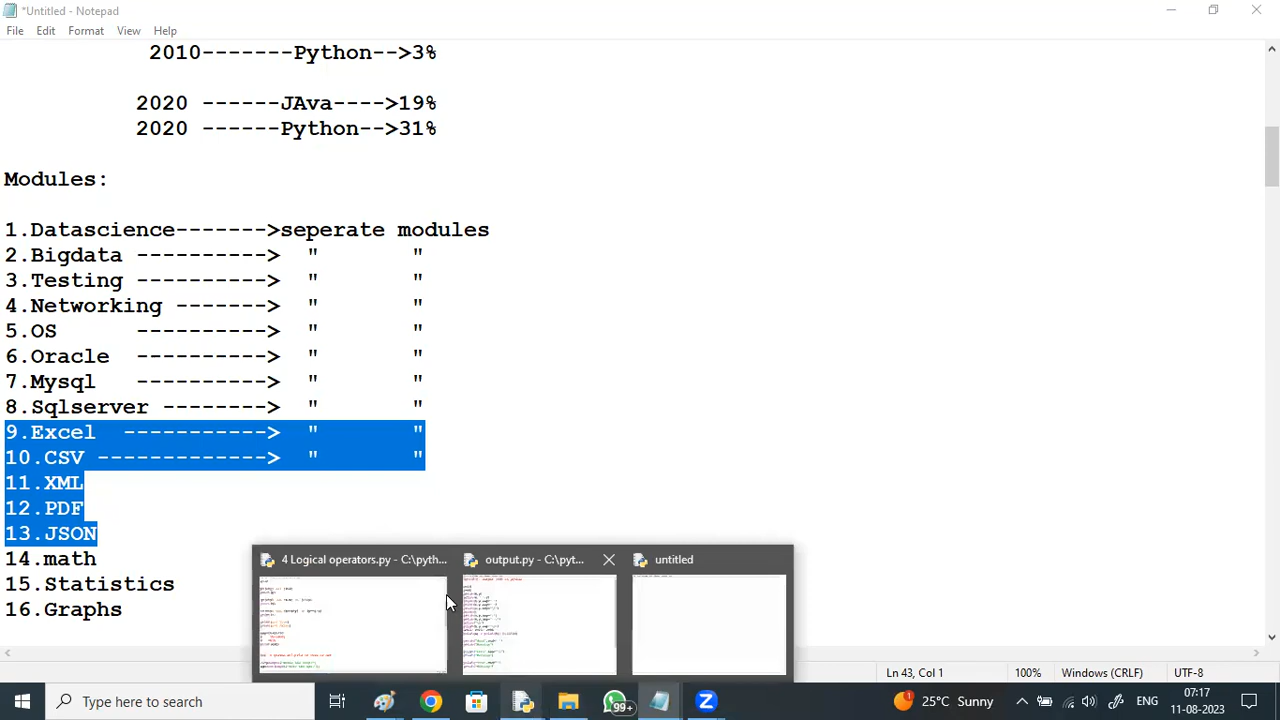 *Untitled - Notepad
File Edit Format View Help
2010-------Python-->3%
2020 ------JAva---->19%
2020 ------Python-->31%
Modules:
1.Datascience------->seperate modules
2.Bigdata ----------> " "
3.Testing ----------> " "
4.Networking -------> " "
5.OS ----------> " "
6.Oracle ----------> " "
7.Mysql ----------> " "
8.Sqlserver --------> " "
9.Excel -----------> " "
10.CSV -------------> " "
11.XML
12.PDF
13.JSON
14.math
15.Statistics
16.Graphs
4 Logical operators.py - C:\pyth... output.py - C:\pyt... untitled
Ln 43, Col 1 100% Windows (CRLF) UTF-8
Type here to search 99+ 1 25°C Sunny ENG 07:17
11-08-2023